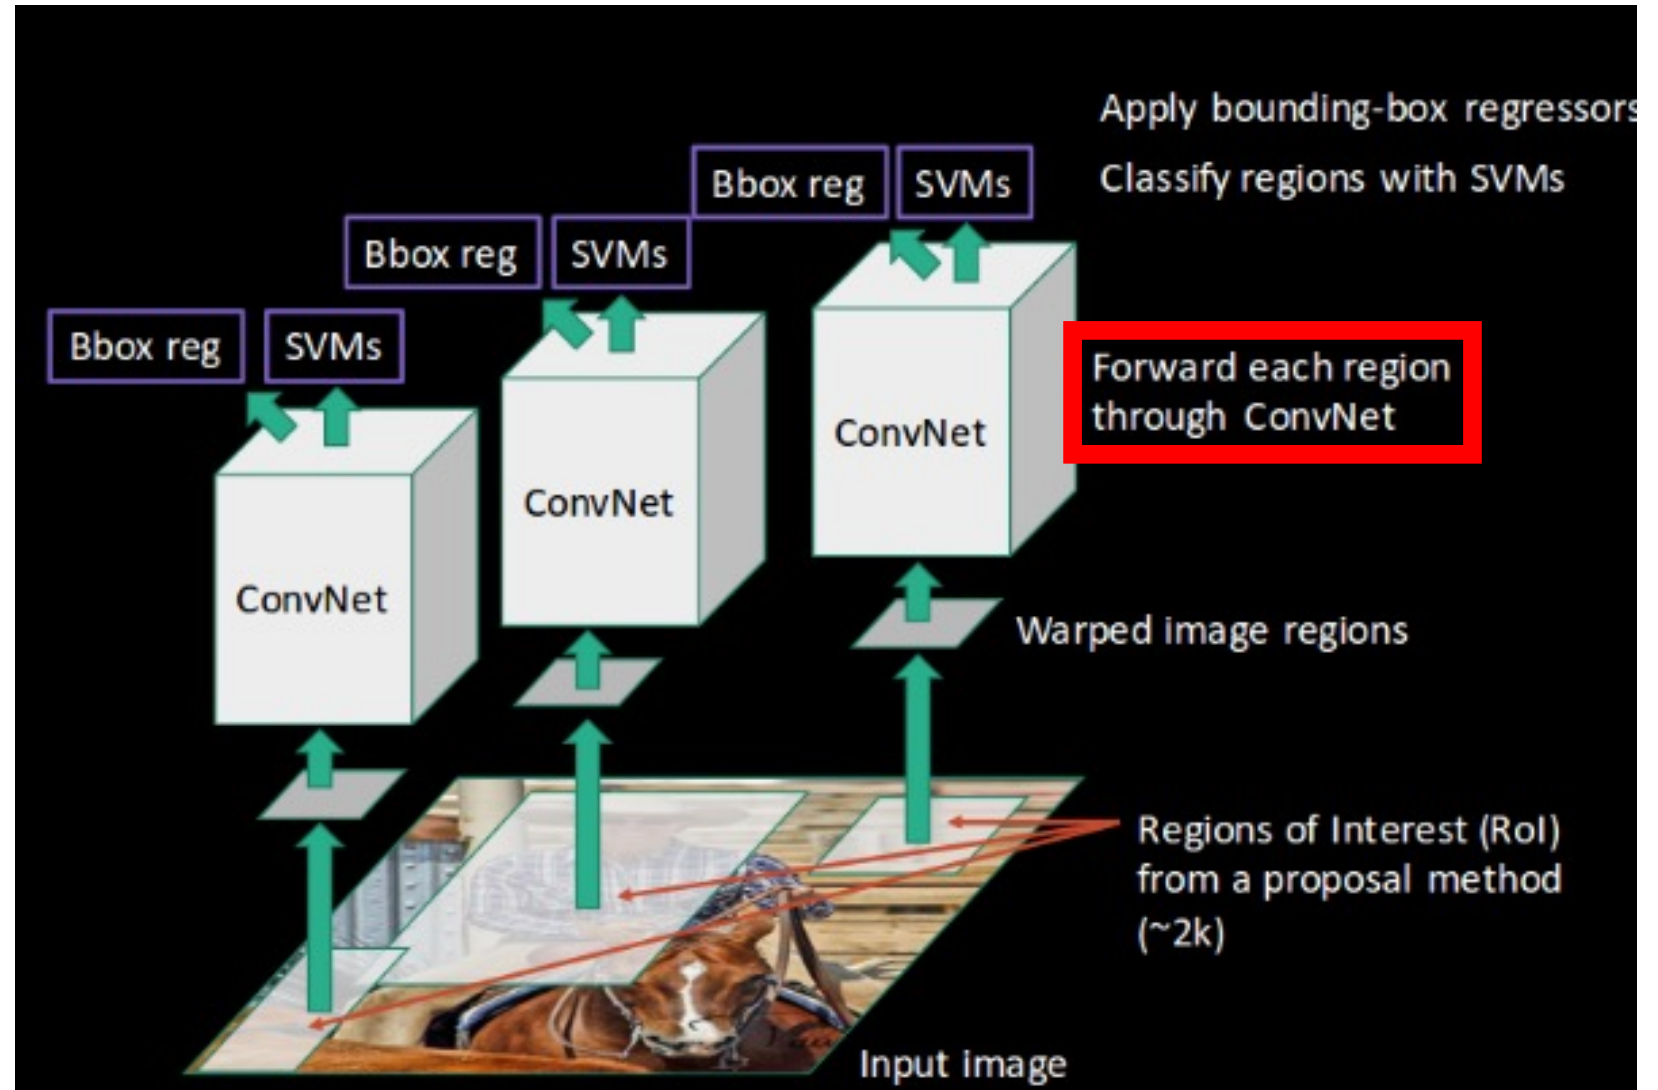 Apply bounding-box regressors
Bbox reg
SVMs
Classify regions with SVMs
Bbox reg
SVMs
Bbox reg
SVMs
Forward each region
through ConvNet
ConvNet
ConvNet
ConvNet
Warped image regions
Regions of Interest (RoI)
from a proposal method
(~2k)
Input image